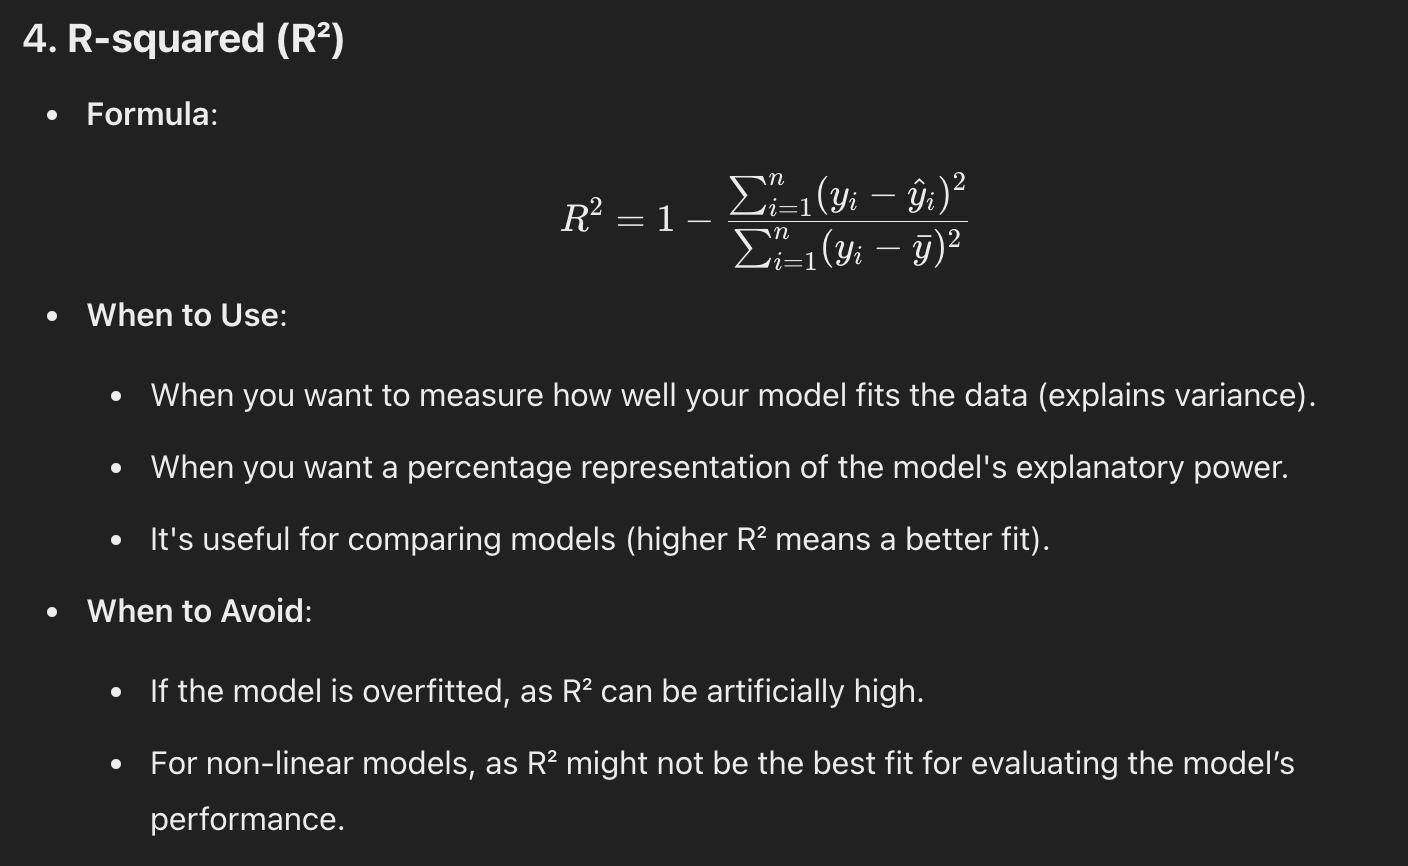 4. R-squared (R²)
• Formula:
R² = 1 − \frac{\sum_{i=1}^{n}(y_i − \hat{y}_i)^2}{\sum_{i=1}^{n}(y_i − \bar{y})^2}
• When to Use:
• When you want to measure how well your model fits the data (explains variance).
• When you want a percentage representation of the model's explanatory power.
• It's useful for comparing models (higher R² means a better fit).
• When to Avoid:
• If the model is overfitted, as R² can be artificially high.
• For non-linear models, as R² might not be the best fit for evaluating the model’s
performance.